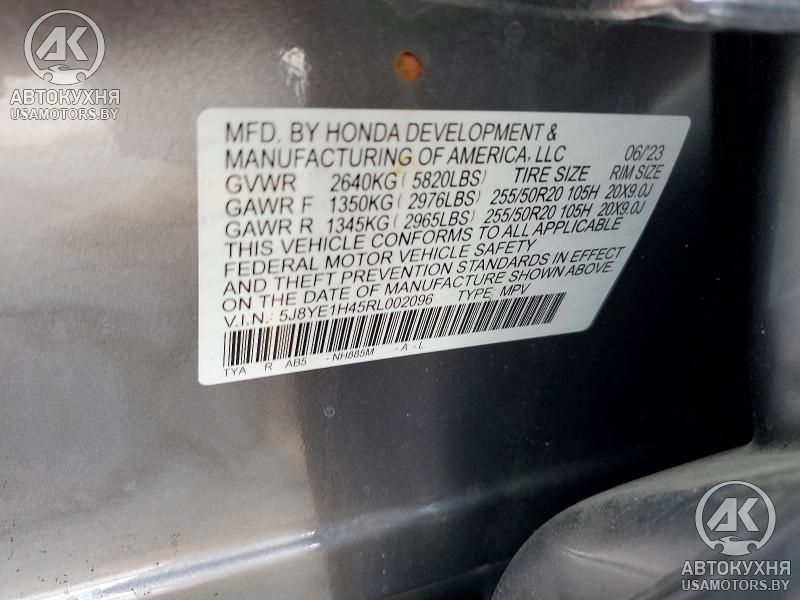 AK
АВТОКУХНЯ
USAMOTORS.BY
MFD. BY HONDA DEVELOPMENT &
MANUFACTURING OF AMERICA, LLC 06/'23
GVWR 2640KG ( 5820LBS) TIRE SIZE RIM SIZE
GAWR F 1350KG ( 2976LBS) 255/50R20 105H 20X9.0J
GAWR R 1345KG ( 2965LBS) 255/50R20 105H 20X9.0J
THIS VEHICLE CONFORMS TO ALL APPLICABLE
FEDERAL MOTOR VEHICLE SAFETY
AND THEFT PREVENTION STANDARDS IN EFFECT
ON THE DATE OF MANUFACTURE SHOWN ABOVE.
V.I.N.: 5J8YE1H45RL002096 TYPE: MPV
TYA R AB5 - NH885M - A - L
AK
АВТОКУХНЯ
USAMOTORS.BY